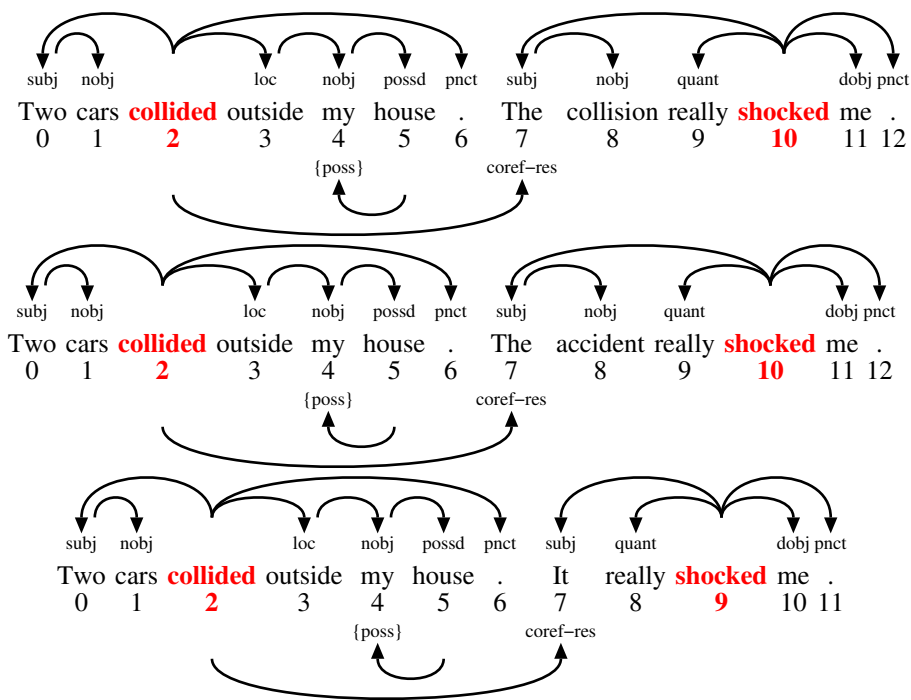 subj nobj loc nobj possd pnct subj nobj quant dobj pnct
Two cars collided outside my house . The collision really shocked me .
0 1 2 3 4 5 6 7 8 9 10 11 12
{poss} coref−res
subj nobj loc nobj possd pnct subj nobj quant dobj pnct
Two cars collided outside my house . The accident really shocked me .
0 1 2 3 4 5 6 7 8 9 10 11 12
{poss} coref−res
subj nobj loc nobj possd pnct subj quant dobj pnct
Two cars collided outside my house . It really shocked me .
0 1 2 3 4 5 6 7 8 9 10 11
{poss} coref−res